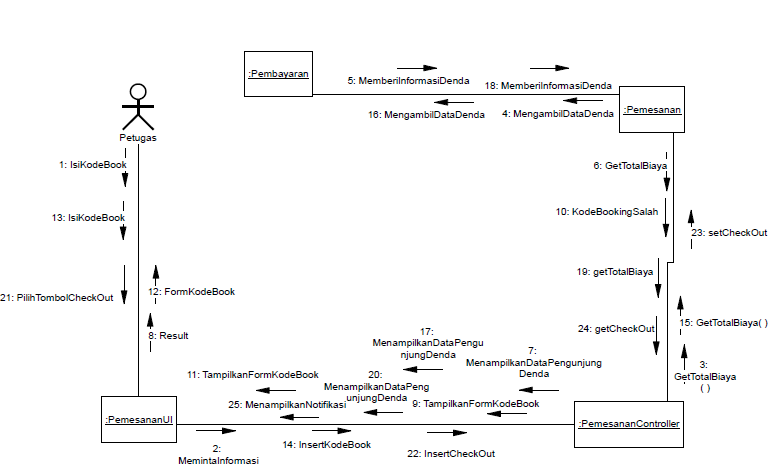 :Pembayaran
5: MemberiInformasiDenda
18: MemberiInformasiDenda
16: MengambilDataDenda
4: MengambilDataDenda
:Pemesanan
Petugas
1: IsiKodeBook
6: GetTotalBiaya
13: IsiKodeBook
10: KodeBookingSalah
23: setCheckOut
19: getTotalBiaya
21: PilihTombolCheckOut
12: FormKodeBook
8: Result
24: getCheckOut
15: GetTotalBiaya( )
17:
MenampilkanDataPengu
njungDenda
7:
MenampilkanDataPengunjung
Denda
3:
GetTotalBiaya
( )
11: TampilkanFormKodeBook
20:
MenampilkanDataPeng
unjungDenda
25: MenampilkanNotifikasi
9: TampilkanFormKodeBook
:PemesananUI
:PemesananController
2:
MemintaInformasi
14: InsertKodeBook
22: InsertCheckOut